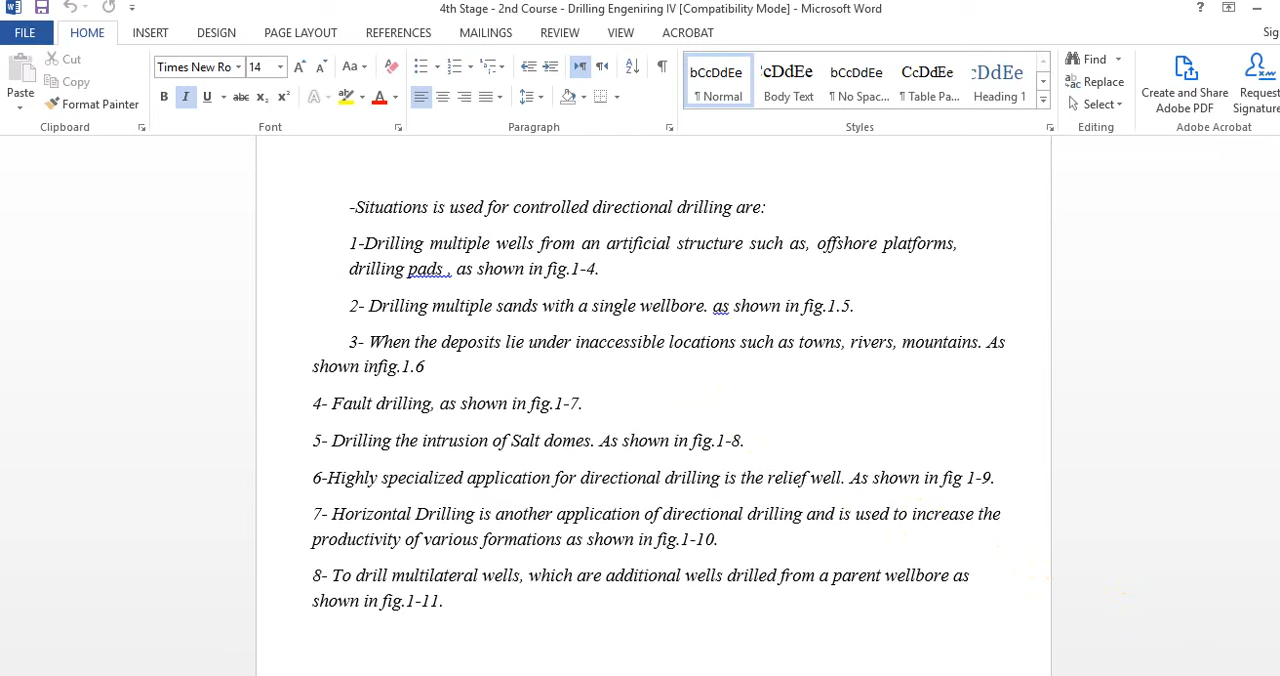 4th Stage - 2nd Course - Drilling Engeniring IV [Compatibility Mode] - Microsoft Word
FILE HOME INSERT DESIGN PAGE LAYOUT REFERENCES MAILINGS REVIEW VIEW ACROBAT Sig
Paste
Cut
Copy
Format Painter
Clipboard
Times New Ro 14
Font
Paragraph
bCcDdEe ¶ Normal
'cCDdEe Body Text
bCcDdEe ¶ No Spac...
CcDdEe ¶ Table Pa...
:cDdEe Heading 1
Styles
Find
Replace
Select
Editing
Create and Share Adobe PDF
Request Signature
Adobe Acrobat
-Situations is used for controlled directional drilling are:
1-Drilling multiple wells from an artificial structure such as, offshore platforms,
drilling pads , as shown in fig.1-4.
2- Drilling multiple sands with a single wellbore. as shown in fig.1.5.
3- When the deposits lie under inaccessible locations such as towns, rivers, mountains. As
shown infig.1.6
4- Fault drilling, as shown in fig.1-7.
5- Drilling the intrusion of Salt domes. As shown in fig.1-8.
6-Highly specialized application for directional drilling is the relief well. As shown in fig 1-9.
7- Horizontal Drilling is another application of directional drilling and is used to increase the
productivity of various formations as shown in fig.1-10.
8- To drill multilateral wells, which are additional wells drilled from a parent wellbore as
shown in fig.1-11.